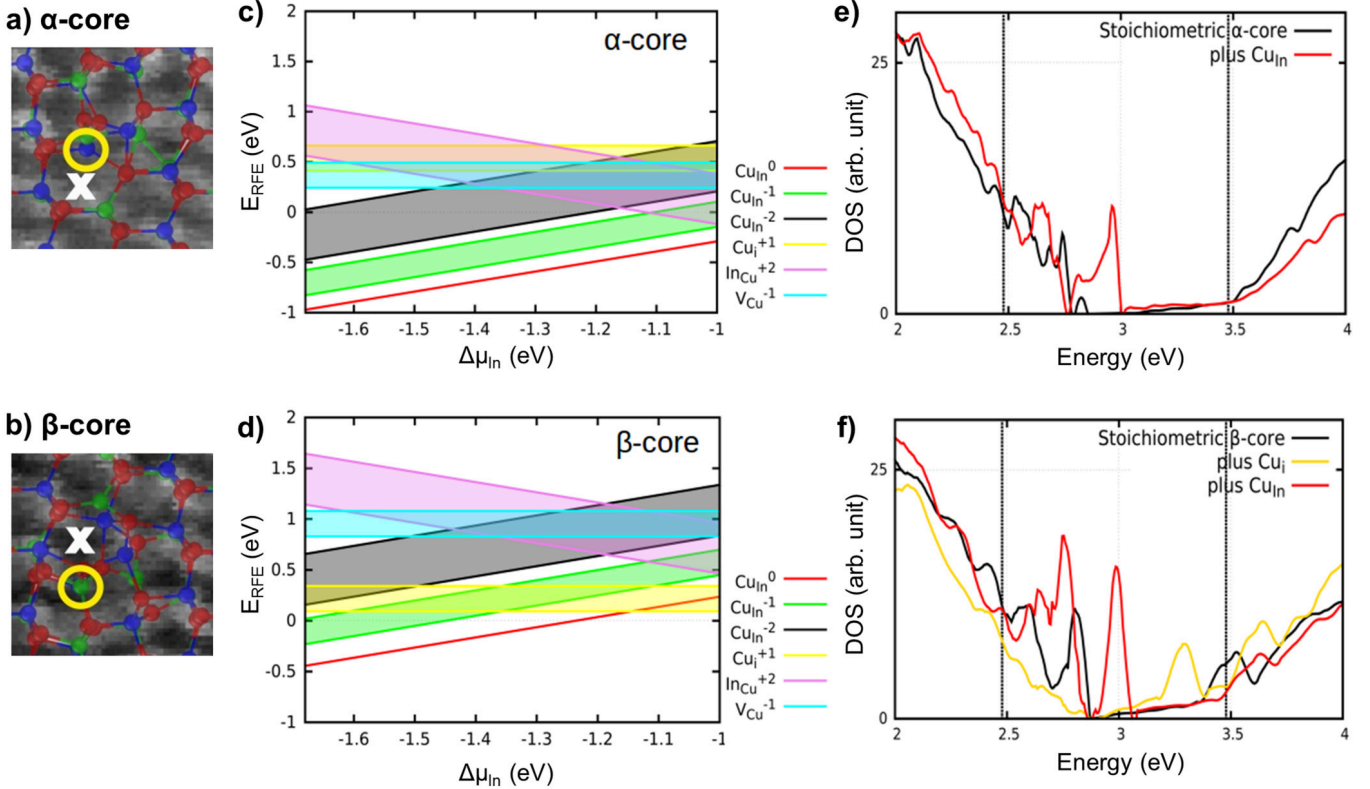 a) α-core
X
b) β-core
X
c)
E_RFE (eV)
2
1.5
1
0.5
0
-0.5
-1
α-core
-1.6
-1.5
-1.4
-1.3
-1.2
-1.1
-1
Δμ_In (eV)
Cu_In^0
Cu_In^-1
Cu_In^-2
Cu_i^+1
In_Cu^+2
V_Cu^-1
d)
E_RFE (eV)
2
1.5
1
0.5
0
-0.5
-1
β-core
-1.6
-1.5
-1.4
-1.3
-1.2
-1.1
-1
Δμ_In (eV)
Cu_In^0
Cu_In^-1
Cu_In^-2
Cu_i^+1
In_Cu^+2
V_Cu^-1
e)
DOS (arb. unit)
25
0
Stoichiometric α-core
plus Cu_In
2
2.5
3
3.5
4
Energy (eV)
f)
DOS (arb. unit)
25
0
Stoichiometric β-core
plus Cu_i
plus Cu_In
2
2.5
3
3.5
4
Energy (eV)